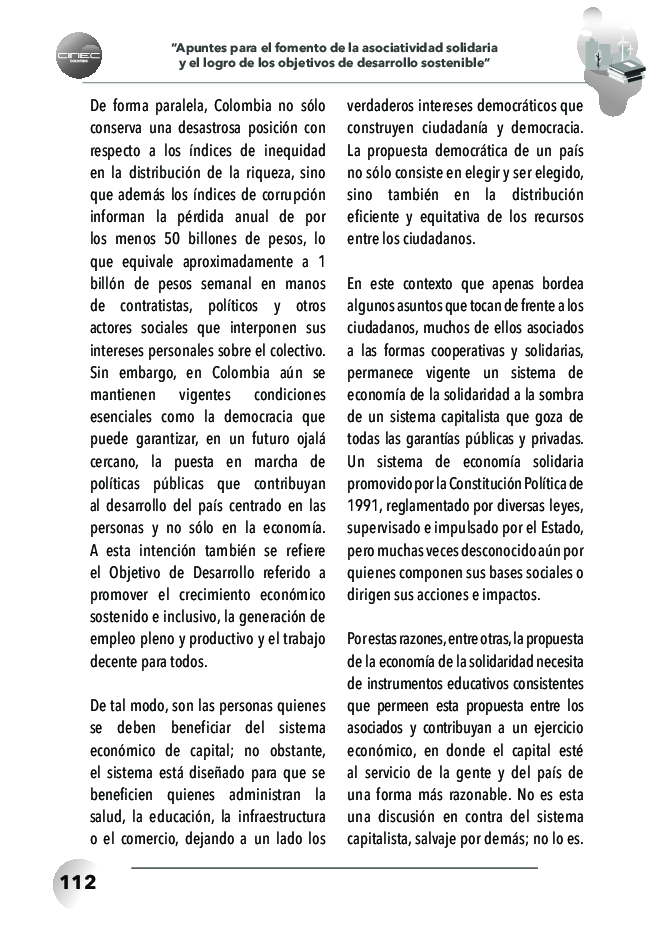 CINEC
COLOMBIA
“Apuntes para el fomento de la asociatividad solidaria
y el logro de los objetivos de desarrollo sostenible”
De forma paralela, Colombia no sólo
conserva una desastrosa posición con
respecto a los índices de inequidad
en la distribución de la riqueza, sino
que además los índices de corrupción
informan la pérdida anual de por
los menos 50 billones de pesos, lo
que equivale aproximadamente a 1
billón de pesos semanal en manos
de contratistas, políticos y otros
actores sociales que interponen sus
intereses personales sobre el colectivo.
Sin embargo, en Colombia aún se
mantienen vigentes condiciones
esenciales como la democracia que
puede garantizar, en un futuro ojalá
cercano, la puesta en marcha de
políticas públicas que contribuyan
al desarrollo del país centrado en las
personas y no sólo en la economía.
A esta intención también se refiere
el Objetivo de Desarrollo referido a
promover el crecimiento económico
sostenido e inclusivo, la generación de
empleo pleno y productivo y el trabajo
decente para todos.
De tal modo, son las personas quienes
se deben beneficiar del sistema
económico de capital; no obstante,
el sistema está diseñado para que se
beneficien quienes administran la
salud, la educación, la infraestructura
o el comercio, dejando a un lado los
verdaderos intereses democráticos que
construyen ciudadanía y democracia.
La propuesta democrática de un país
no sólo consiste en elegir y ser elegido,
sino también en la distribución
eficiente y equitativa de los recursos
entre los ciudadanos.
En este contexto que apenas bordea
algunos asuntos que tocan de frente a los
ciudadanos, muchos de ellos asociados
a las formas cooperativas y solidarias,
permanece vigente un sistema de
economía de la solidaridad a la sombra
de un sistema capitalista que goza de
todas las garantías públicas y privadas.
Un sistema de economía solidaria
promovido por la Constitución Política de
1991, reglamentado por diversas leyes,
supervisado e impulsado por el Estado,
pero muchas veces desconocido aún por
quienes componen sus bases sociales o
dirigen sus acciones e impactos.
Por estas razones, entre otras, la propuesta
de la economía de la solidaridad necesita
de instrumentos educativos consistentes
que permeen esta propuesta entre los
asociados y contribuyan a un ejercicio
económico, en donde el capital esté
al servicio de la gente y del país de
una forma más razonable. No es esta
una discusión en contra del sistema
capitalista, salvaje por demás; no lo es.
112